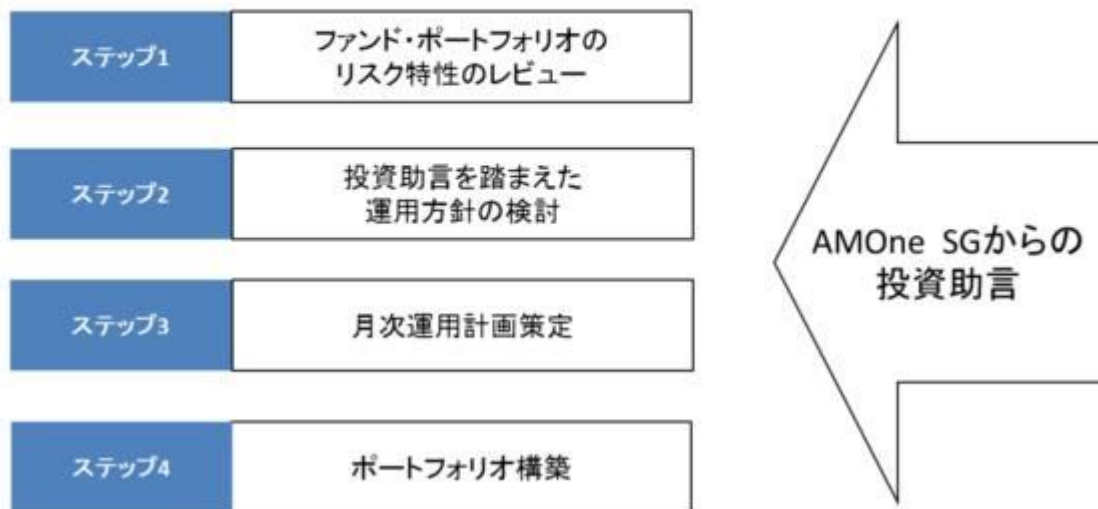 ステップ1
ファンド・ポートフォリオの
リスク特性のレビュー
ステップ2
投資助言を踏まえた
運用方針の検討
ステップ3
月次運用計画策定
ステップ4
ポートフォリオ構築
AMOne SGからの
投資助言